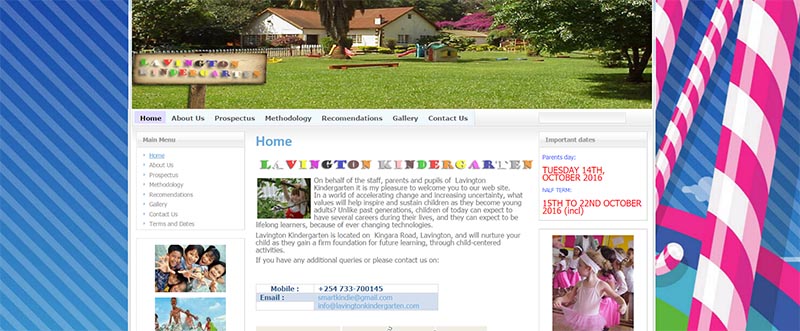 LAVINGTON
KINDERGARTEN
Home About Us Prospectus Methodology Recomendations Gallery Contact Us
Main Menu
Home
About Us
Prospectus
Methodology
Recomendations
Gallery
Contact Us
Terms and Dates
Home
LAVINGTON KINDERGARTEN
On behalf of the staff, parents and pupils of Lavington
Kindergarten it is my pleasure to welcome you to our web site.
In a world of accelerating change and increasing uncertainty, what
values will help inspire and sustain children as they become young
adults? Unlike past generations, children of today can expect to
have several careers during their lives, and they can expect to be
lifelong learners, because of ever changing technologies.
Lavington Kindergarten is located on Kingara Road, Lavington, and will nurture your
child as they gain a firm foundation for future learning, through child-centered
activities.
If you have any additional queries or please contact us on:
Mobile : +254 733-700145
Email : smartkindie@gmail.com
info@lavingtonkindergarten.com
Important dates
Parents day:
TUESDAY 14TH,
OCTOBER 2016
hALF TERM:
15TH TO 22ND OCTOBER
2016 (incl)